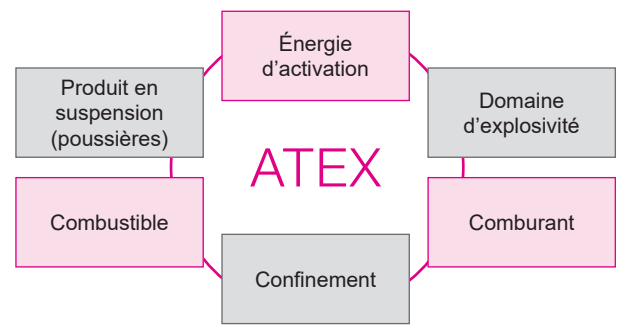 Énergie
d’activation
Produit en
suspension
(poussières)
Domaine
d’explosivité
ATEX
Combustible
Comburant
Confinement